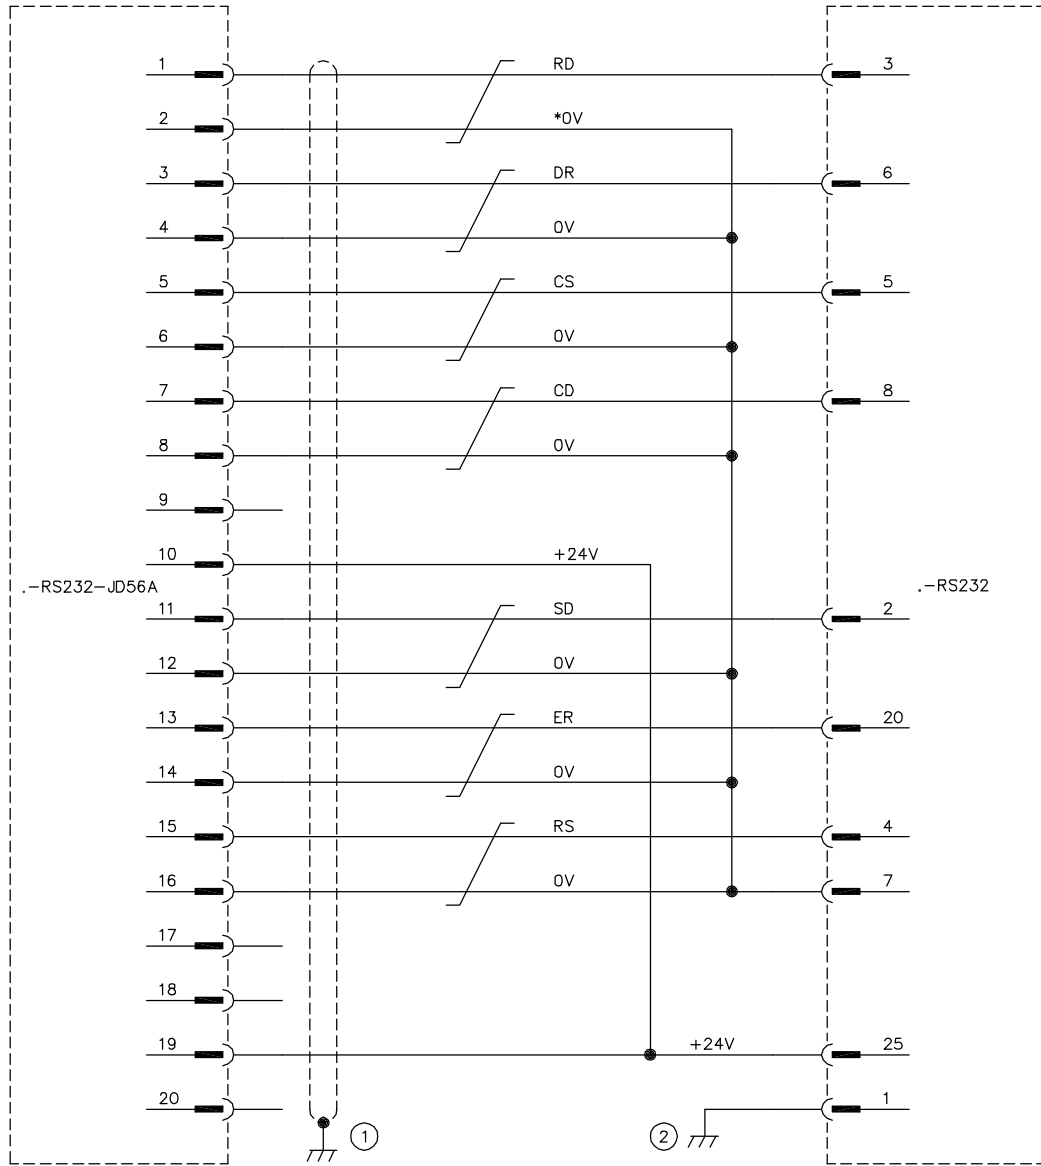 1 RD 3
2 *0V
3 DR 6
4 0V
5 CS 5
6 0V
7 CD 8
8 0V
9
10 +24V
.-RS232-JD56A .-RS232
11 SD 2
12 0V
13 ER 20
14 0V
15 RS 4
16 0V 7
17
18
19 +24V 25
20 1
1 2